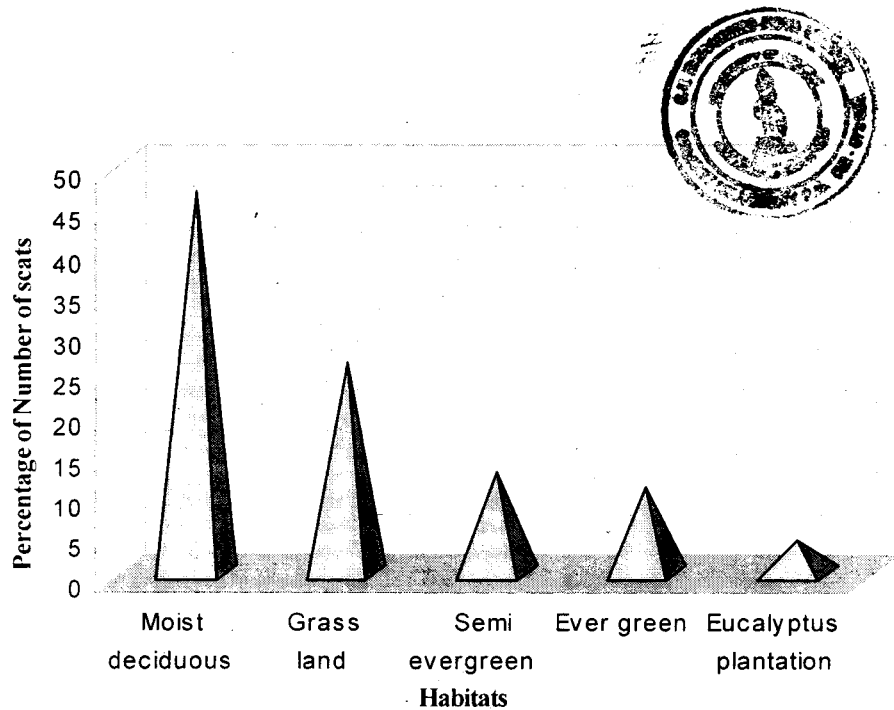 50
45
40
35
30
25
20
15
10
5
0
Percentage of Number of scats
Moist deciduous
Grass land
Semi evergreen
Ever green
Eucalyptus plantation
Habitats